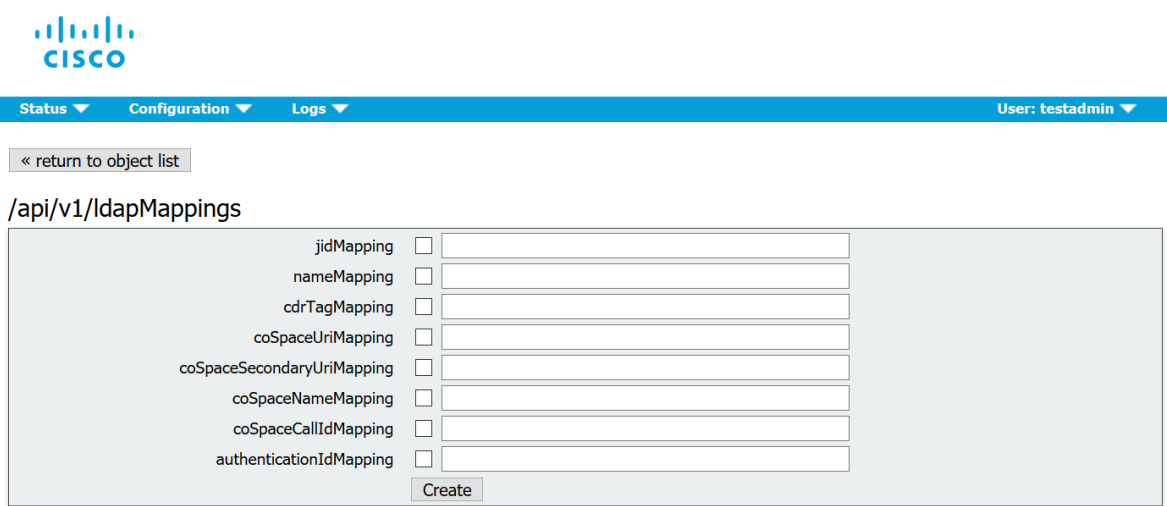 CISCO
Status Configuration Logs User: testadmin
« return to object list
/api/v1/ldapMappings
jidMapping
nameMapping
cdrTagMapping
coSpaceUriMapping
coSpaceSecondaryUriMapping
coSpaceNameMapping
coSpaceCallIdMapping
authenticationIdMapping
Create